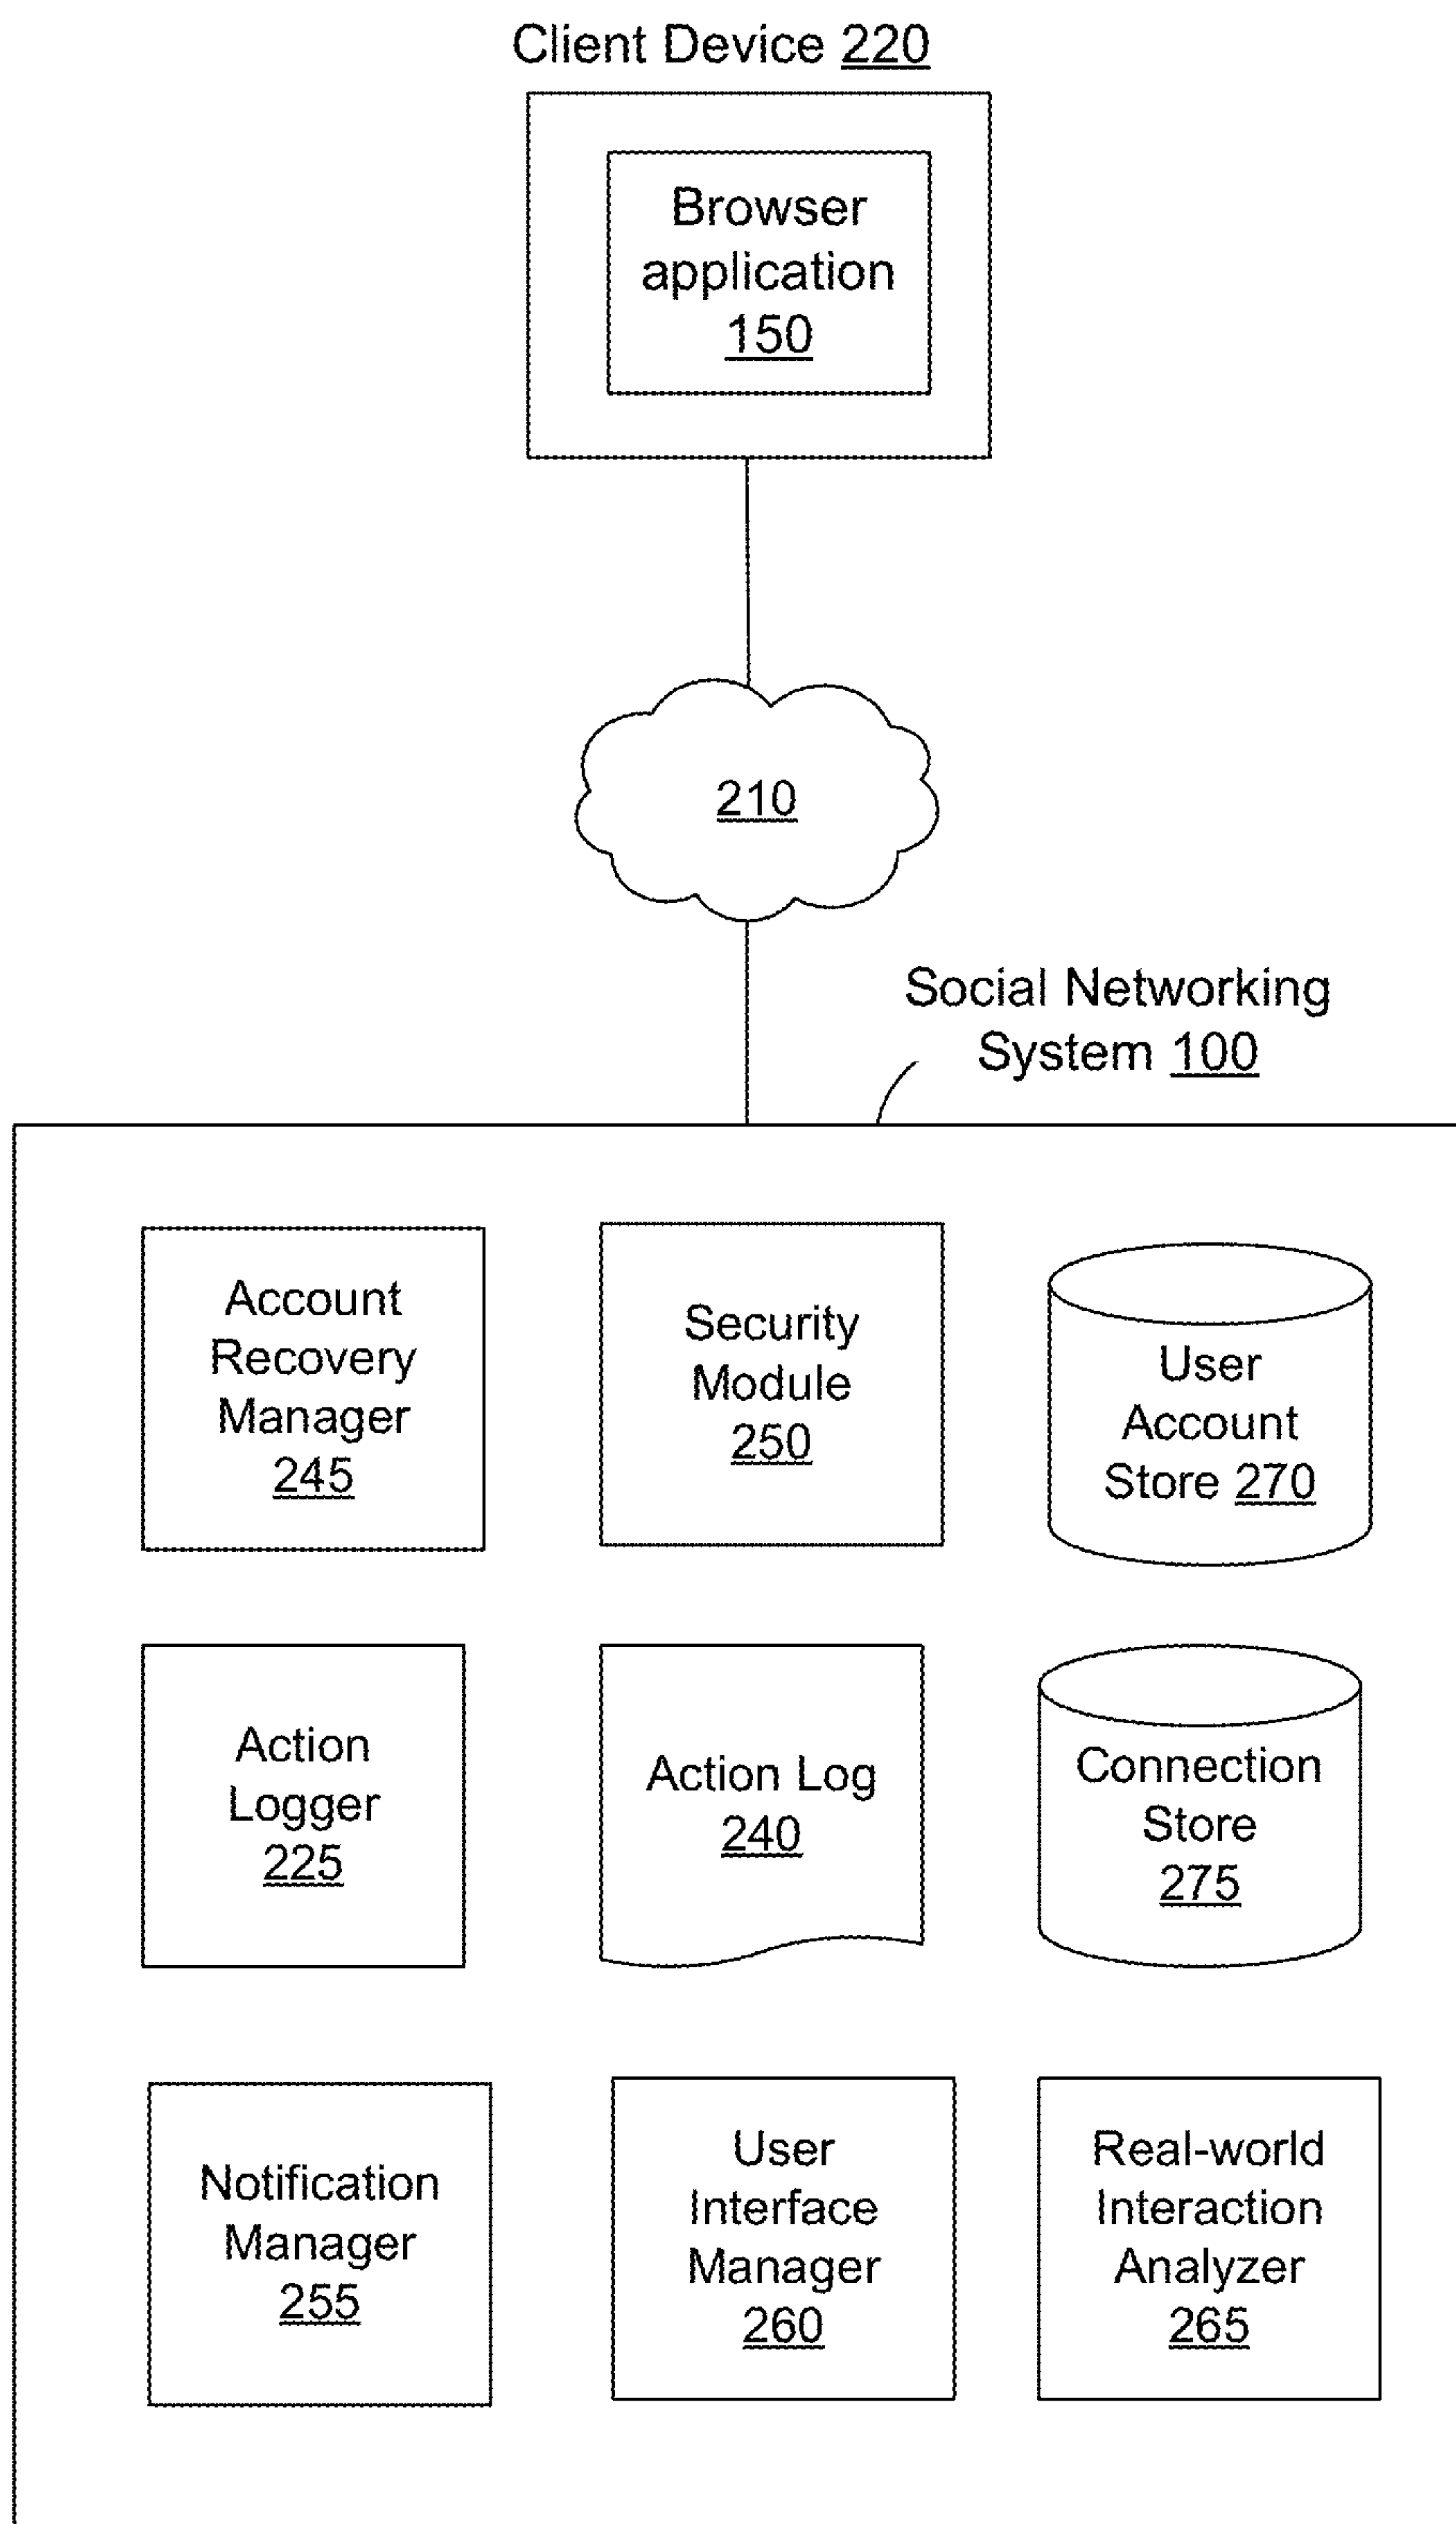 Client Device 220
Browser
application
150
210
Social Networking
System 100
Account
Recovery
Manager
245
Security
Module
250
User
Account
Store 270
Action
Logger
225
Action Log
240
Connection
Store
275
Notification
Manager
255
User
Interface
Manager
260
Real-world
Interaction
Analyzer
265